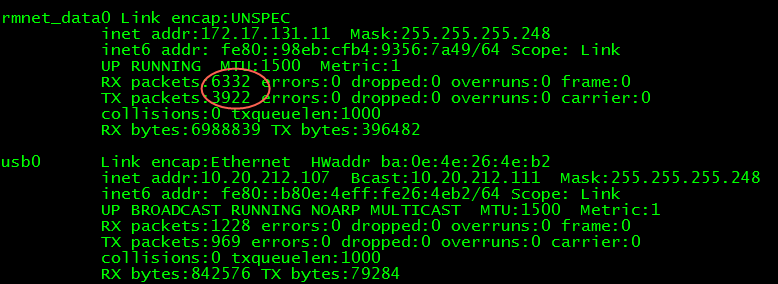 rmnet_data0 Link encap:UNSPEC
inet addr:172.17.131.11 Mask:255.255.255.248
inet6 addr: fe80::98eb:cfb4:9356:7a49/64 Scope: Link
UP RUNNING MTU:1500 Metric:1
RX packets:6332 errors:0 dropped:0 overruns:0 frame:0
TX packets:3922 errors:0 dropped:0 overruns:0 carrier:0
collisions:0 txqueuelen:1000
RX bytes:6988839 TX bytes:396482
usb0 Link encap:Ethernet HWaddr ba:0e:4e:26:4e:b2
inet addr:10.20.212.107 Bcast:10.20.212.111 Mask:255.255.255.248
inet6 addr: fe80::b80e:4eff:fe26:4eb2/64 Scope: Link
UP BROADCAST RUNNING NOARP MULTICAST MTU:1500 Metric:1
RX packets:1228 errors:0 dropped:0 overruns:0 frame:0
TX packets:969 errors:0 dropped:0 overruns:0 carrier:0
collisions:0 txqueuelen:1000
RX bytes:842576 TX bytes:79284